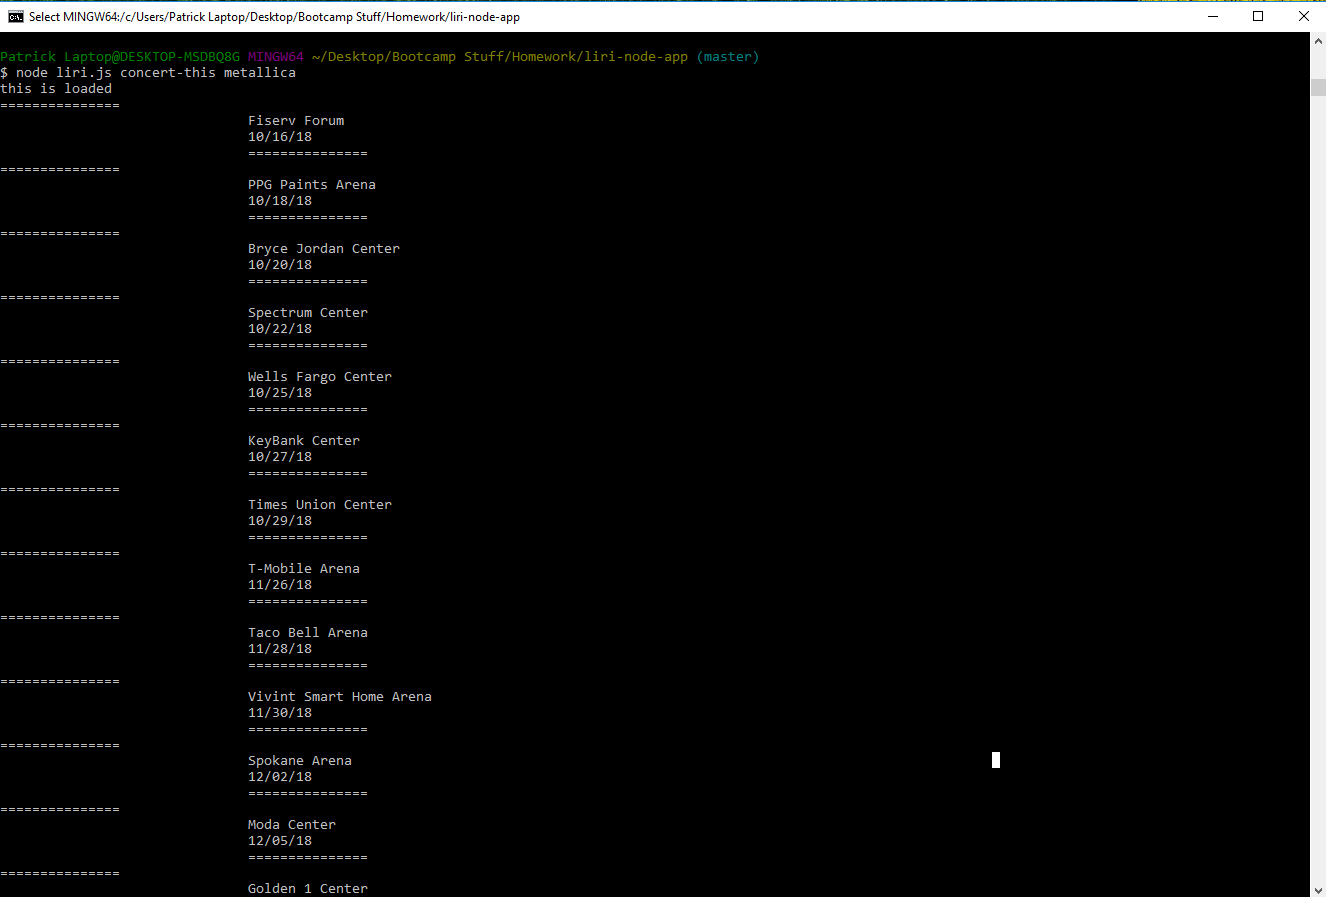 Select MINGW64:/c/Users/Patrick Laptop/Desktop/Bootcamp Stuff/Homework/liri-node-app
Patrick Laptop@DESKTOP-MSDBQ8G MINGW64 ~/Desktop/Bootcamp Stuff/Homework/liri-node-app (master)
$ node liri.js concert-this metallica
this is loaded
===============
Fiserv Forum
10/16/18
===============
===============
PPG Paints Arena
10/18/18
===============
===============
Bryce Jordan Center
10/20/18
===============
===============
Spectrum Center
10/22/18
===============
===============
Wells Fargo Center
10/25/18
===============
===============
KeyBank Center
10/27/18
===============
===============
Times Union Center
10/29/18
===============
===============
T-Mobile Arena
11/26/18
===============
===============
Taco Bell Arena
11/28/18
===============
===============
Vivint Smart Home Arena
11/30/18
===============
===============
Spokane Arena
12/02/18
===============
===============
Moda Center
12/05/18
===============
===============
Golden 1 Center